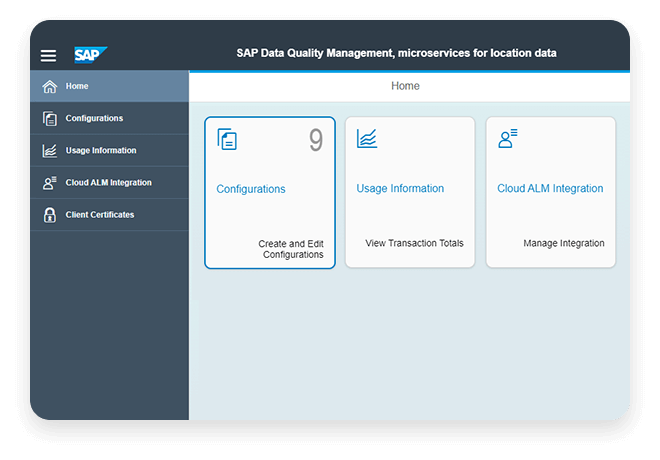 SAP
SAP Data Quality Management, microservices for location data
Home
Configurations
Usage Information
Cloud ALM Integration
Client Certificates
Home
9
Configurations
Create and Edit
Configurations
Usage Information
View Transaction Totals
Cloud ALM Integration
Manage Integration